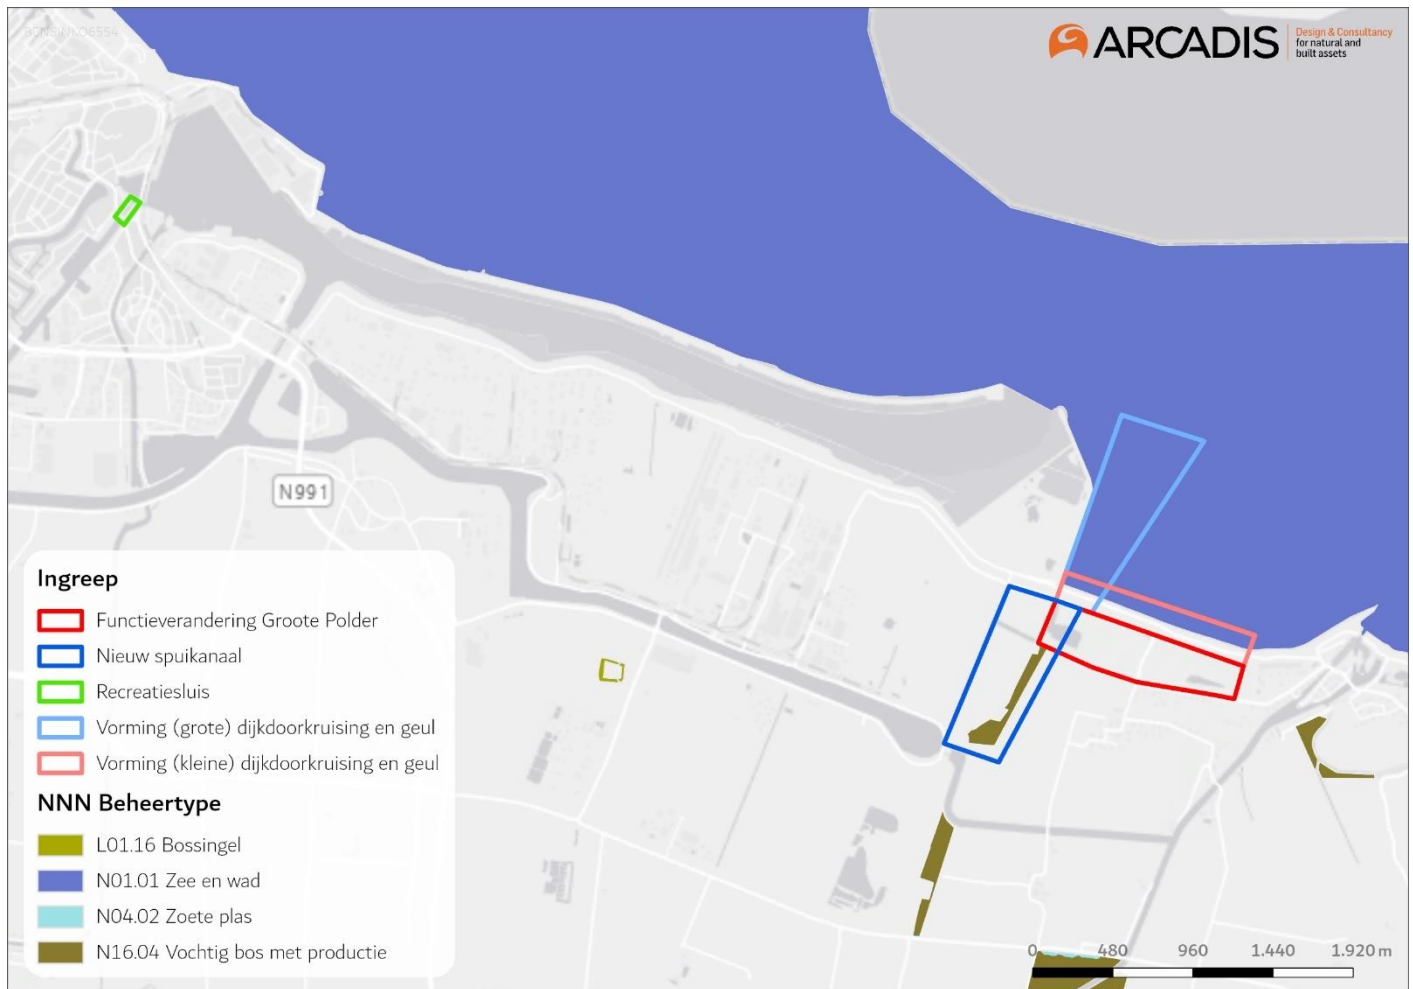 BENSINK06554
ARCADIS
Design & Consultancy
for natural and
built assets
N991
Ingreep
Functieverandering Groote Polder
Nieuw spuikanaal
Recreatiesluis
Vorming (grote) dijkdoorkruising en geul
Vorming (kleine) dijkdoorkruising en geul
NNN Beheertype
L01.16 Bossingel
N01.01 Zee en wad
N04.02 Zoete plas
N16.04 Vochtig bos met productie
0 480 960 1.440 1.920 m